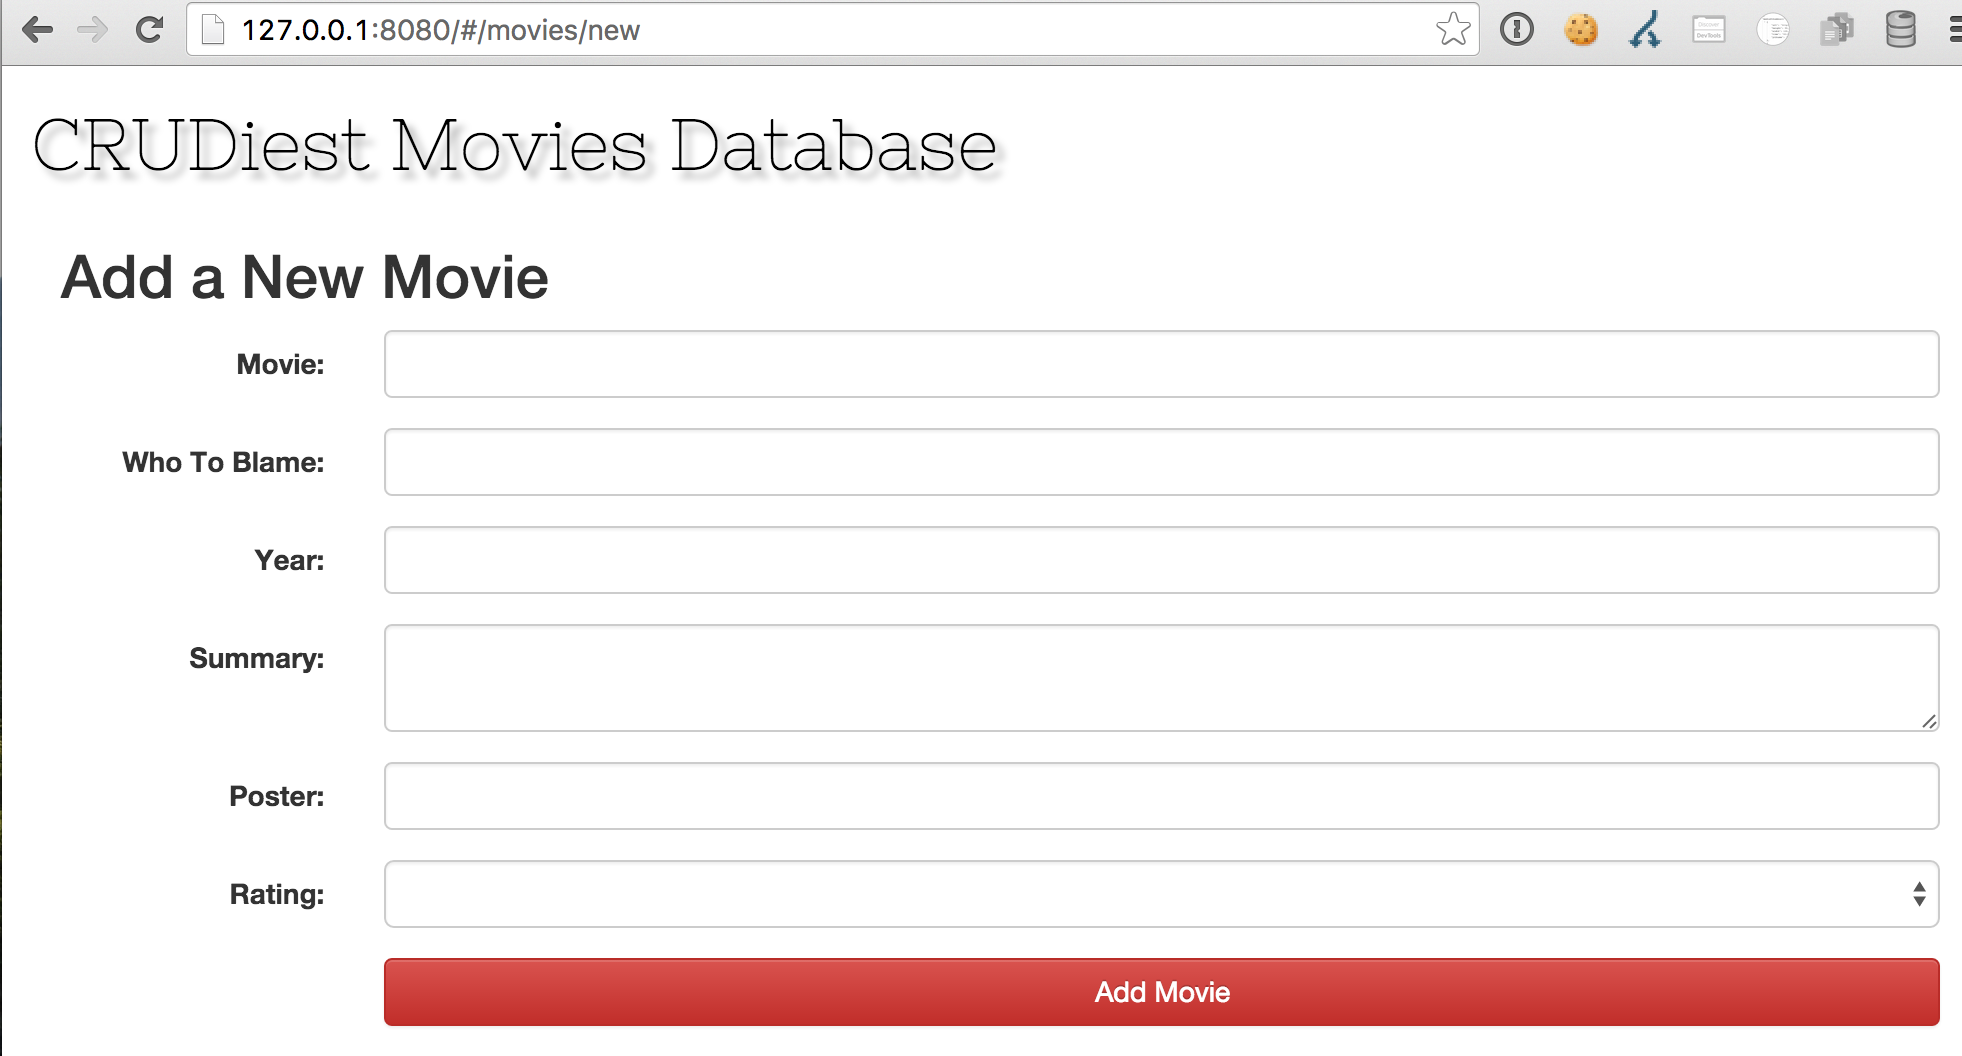 127.0.0.1:8080/#/movies/new
CRUDiest Movies Database
Add a New Movie
Movie:
Who To Blame:
Year:
Summary:
Poster:
Rating:
Add Movie